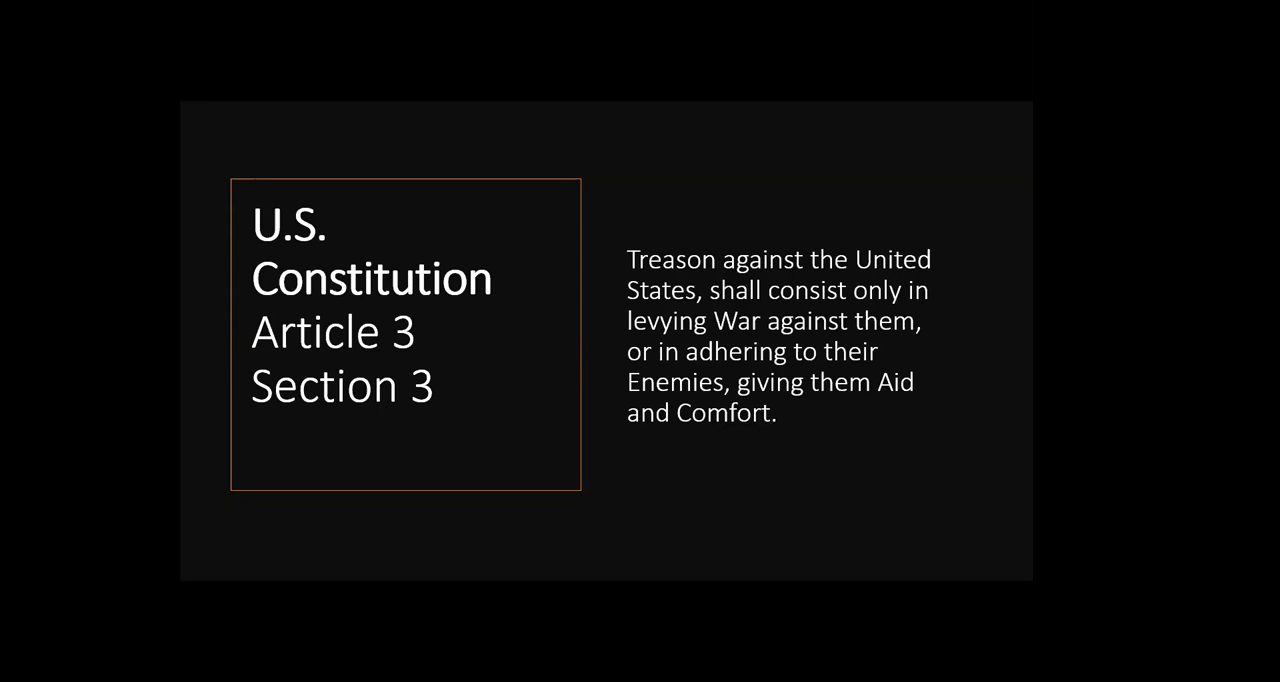 U.S.
Constitution
Article 3
Section 3
Treason against the United
States, shall consist only in
levying War against them,
or in adhering to their
Enemies, giving them Aid
and Comfort.